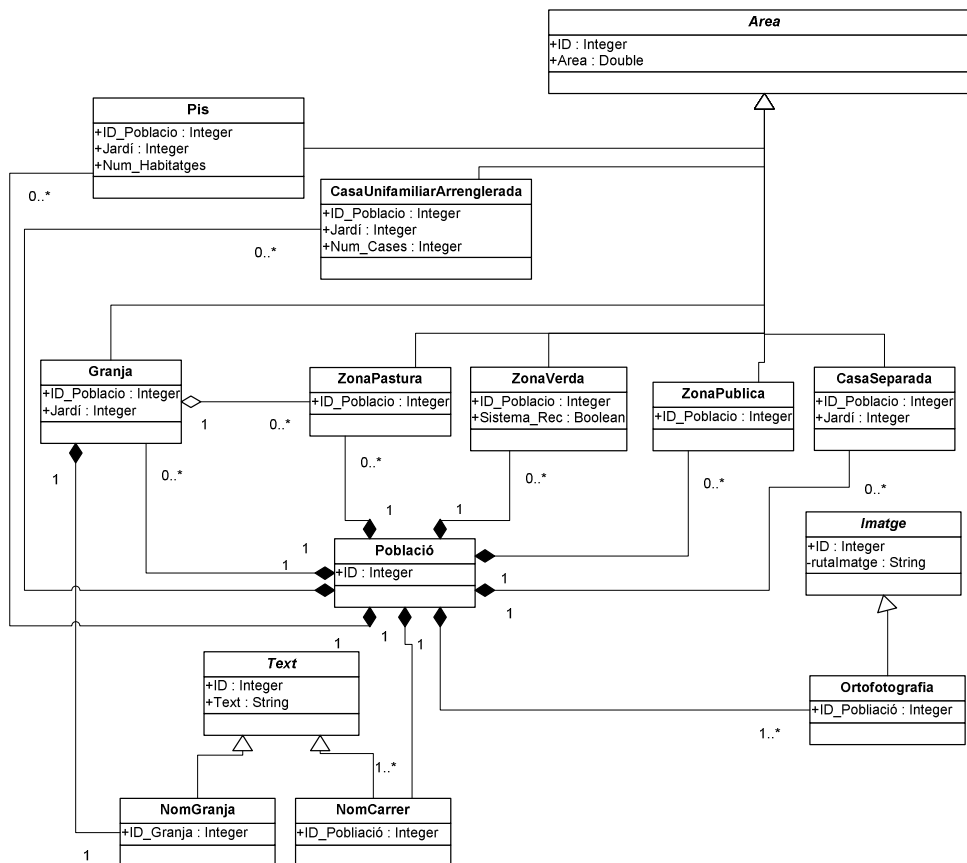 Area
+ID : Integer
+Area : Double
Pis
+ID_Poblacio : Integer
+Jardí : Integer
+Num_Habitatges
0..*
CasaUnifamiliarArrenglerada
+ID_Poblacio : Integer
+Jardí : Integer
+Num_Cases : Integer
0..*
Granja
+ID_Poblacio : Integer
+Jardí : Integer
1
0..*
ZonaPastura
+ID_Poblacio : Integer
ZonaVerda
+ID_Poblacio : Integer
+Sistema_Rec : Boolean
ZonaPublica
+ID_Poblacio : Integer
CasaSeparada
+ID_Poblacio : Integer
+Jardí : Integer
1
0..*
0..*
0..*
0..*
0..*
1
1
1
1
Població
+ID : Integer
1
1
1
1
1
Imatge
+ID : Integer
-rutaImatge : String
Text
+ID : Integer
+Text : String
Ortofotografia
+ID_Pobliació : Integer
1..*
1..*
NomGranja
+ID_Granja : Integer
1
NomCarrer
+ID_Pobliació : Integer